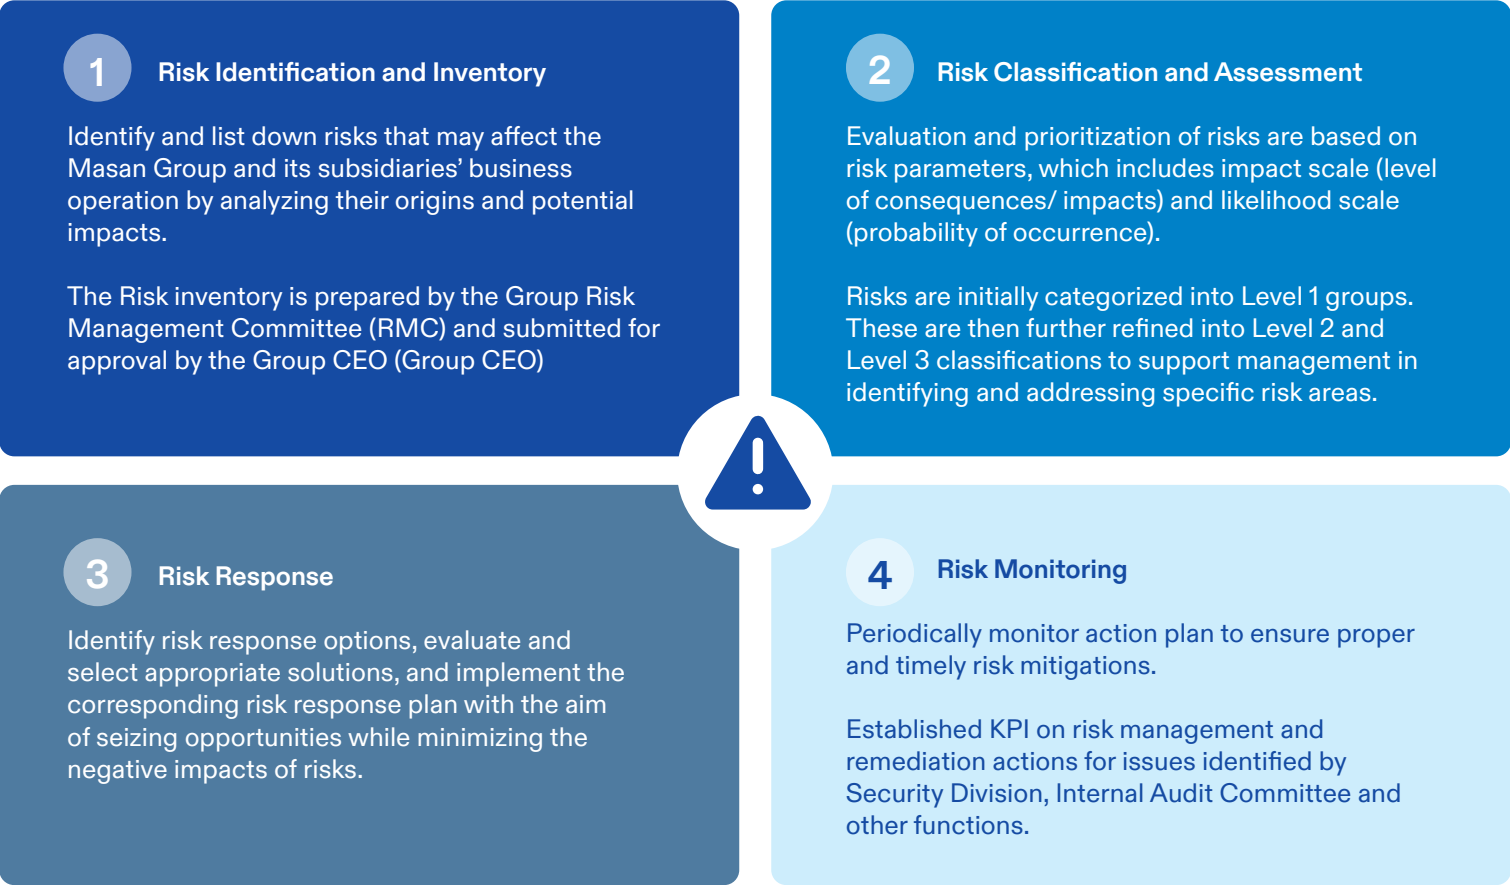 1
Risk Identification and Inventory
Identify and list down risks that may affect the
Masan Group and its subsidiaries’ business
operation by analyzing their origins and potential
impacts.
The Risk inventory is prepared by the Group Risk
Management Committee (RMC) and submitted for
approval by the Group CEO (Group CEO)
2
Risk Classification and Assessment
Evaluation and prioritization of risks are based on
risk parameters, which includes impact scale (level
of consequences/ impacts) and likelihood scale
(probability of occurrence).
Risks are initially categorized into Level 1 groups.
These are then further refined into Level 2 and
Level 3 classifications to support management in
identifying and addressing specific risk areas.
3
Risk Response
Identify risk response options, evaluate and
select appropriate solutions, and implement the
corresponding risk response plan with the aim
of seizing opportunities while minimizing the
negative impacts of risks.
4
Risk Monitoring
Periodically monitor action plan to ensure proper
and timely risk mitigations.
Established KPI on risk management and
remediation actions for issues identified by
Security Division, Internal Audit Committee and
other functions.